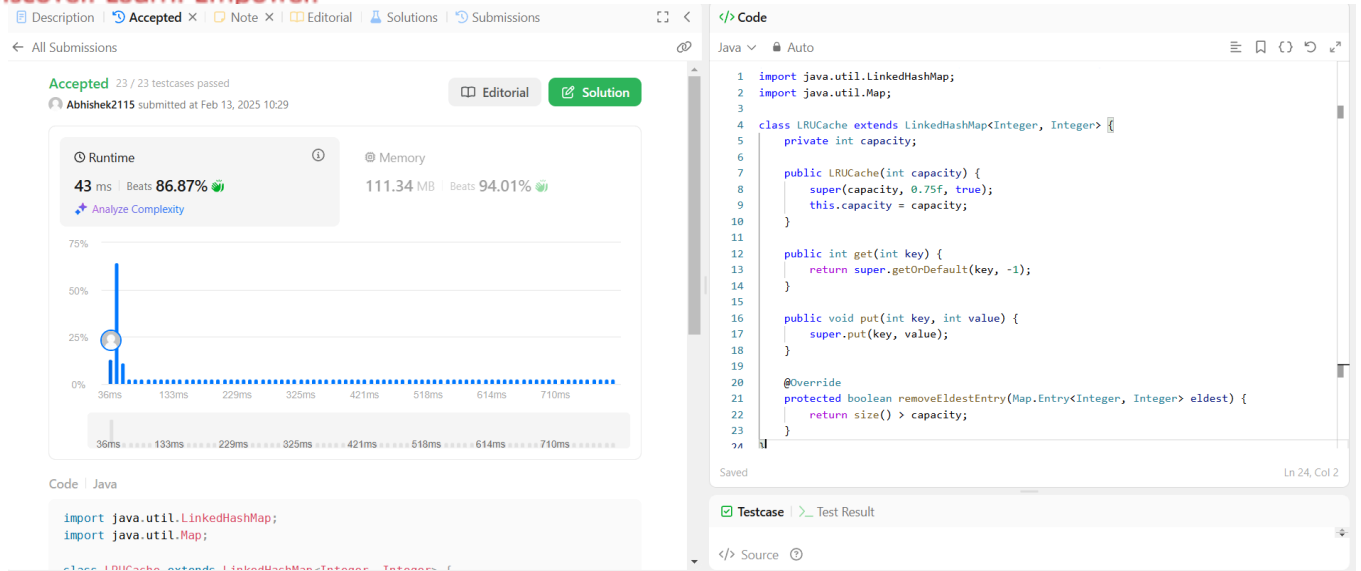 Description Accepted Note Editorial Solutions Submissions
All Submissions
Accepted 23 / 23 testcases passed
Abhishek2115 submitted at Feb 13, 2025 10:29
Editorial Solution
Runtime
43 ms Beats 86.87%
Analyze Complexity
Memory
111.34 MB Beats 94.01%
75%
50%
25%
0%
36ms 133ms 229ms 325ms 421ms 518ms 614ms 710ms
36ms 133ms 229ms 325ms 421ms 518ms 614ms 710ms
Code Java
import java.util.LinkedHashMap;
import java.util.Map;
class LRUCache extends LinkedHashMap<Integer, Integer> {
</> Code
Java Auto
1 import java.util.LinkedHashMap;
2 import java.util.Map;
3
4 class LRUCache extends LinkedHashMap<Integer, Integer> {
5 private int capacity;
6
7 public LRUCache(int capacity) {
8 super(capacity, 0.75f, true);
9 this.capacity = capacity;
10 }
11
12 public int get(int key) {
13 return super.getOrDefault(key, -1);
14 }
15
16 public void put(int key, int value) {
17 super.put(key, value);
18 }
19
20 @Override
21 protected boolean removeEldestEntry(Map.Entry<Integer, Integer> eldest) {
22 return size() > capacity;
23 }
24 }
Saved Ln 24, Col 2
Testcase Test Result
</> Source